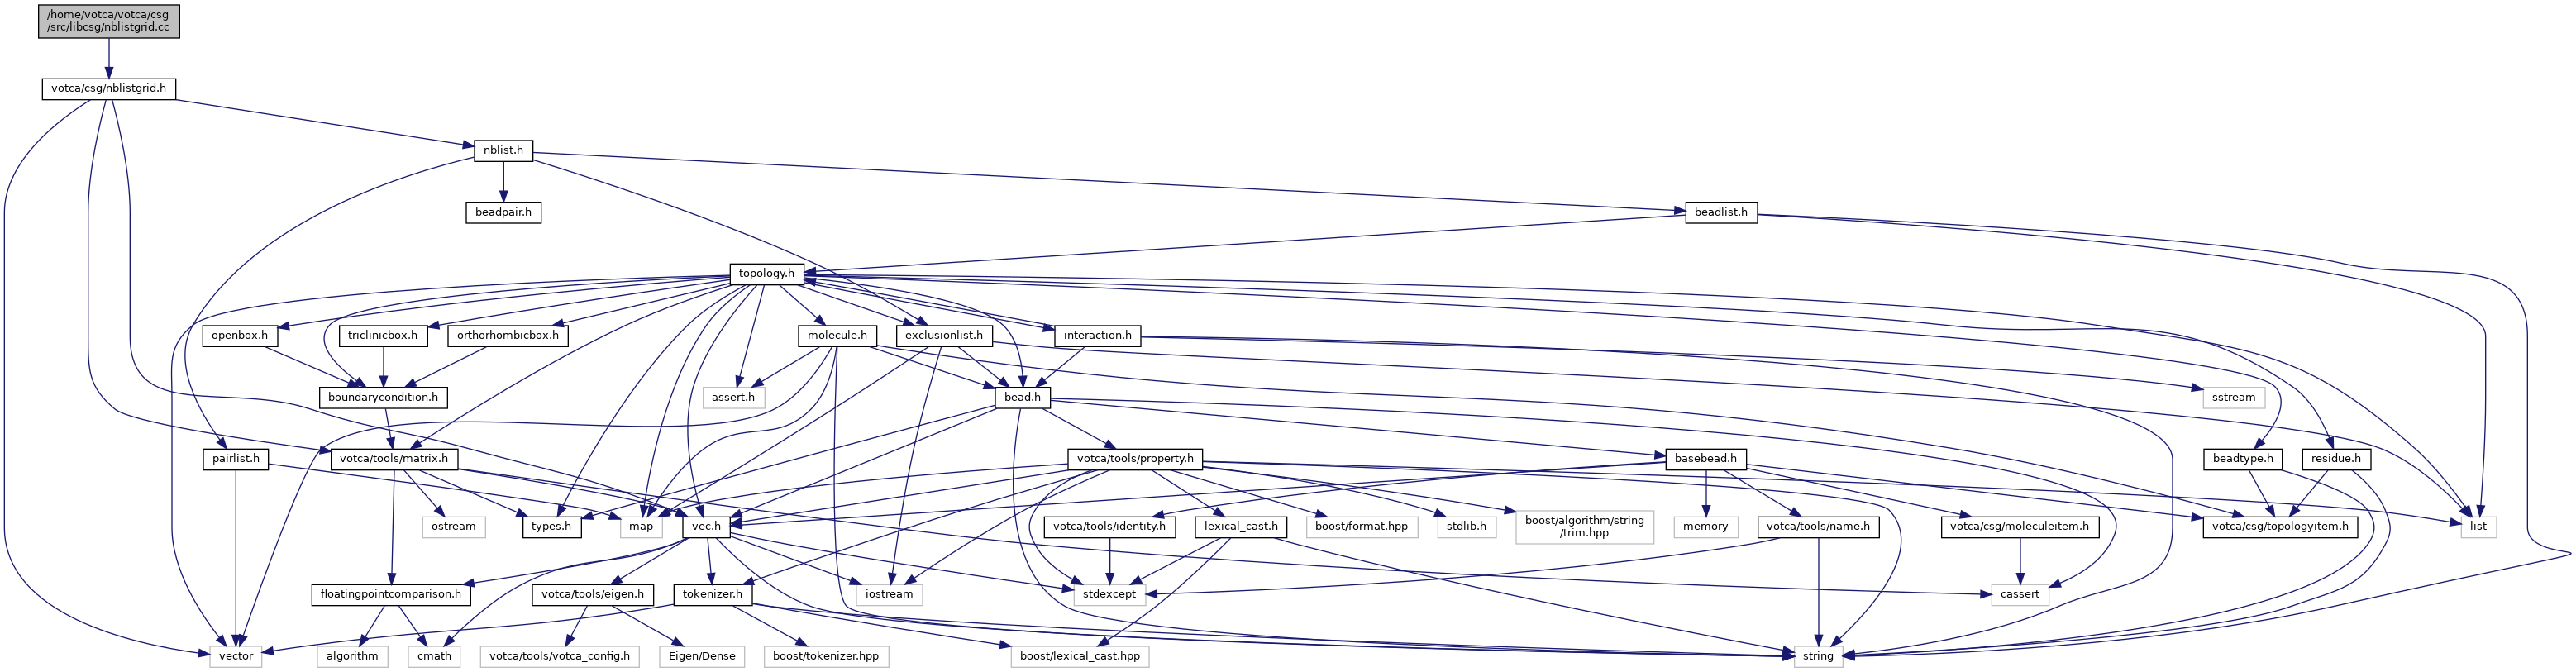 /home/votca/votca/csg
/src/libcsg/nblistgrid.cc
votca/csg/nblistgrid.h
nblist.h
beadpair.h
beadlist.h
topology.h
openbox.h
triclinicbox.h
orthorhombicbox.h
molecule.h
exclusionlist.h
interaction.h
boundarycondition.h
assert.h
bead.h
sstream
pairlist.h
votca/tools/matrix.h
votca/tools/property.h
basebead.h
beadtype.h
residue.h
ostream
types.h
map
vec.h
votca/tools/identity.h
lexical_cast.h
boost/format.hpp
stdlib.h
boost/algorithm/string
/trim.hpp
memory
votca/tools/name.h
votca/csg/moleculeitem.h
votca/csg/topologyitem.h
list
floatingpointcomparison.h
votca/tools/eigen.h
tokenizer.h
iostream
stdexcept
cassert
vector
algorithm
cmath
votca/tools/votca_config.h
Eigen/Dense
boost/tokenizer.hpp
boost/lexical_cast.hpp
string